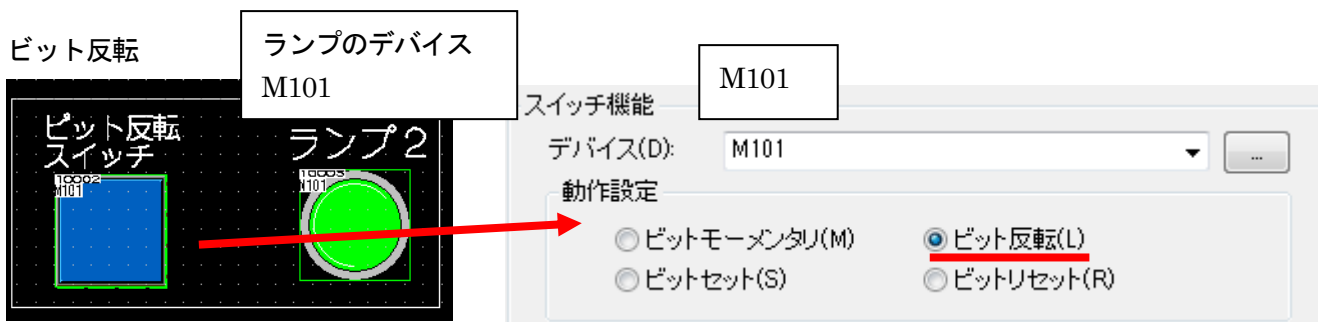 ビット反転
ランプのデバイス
M101
M101
ビット反転
スイッチ
10002
M101
ランプ2
10003
M101
スイッチ機能
デバイス(D):
M101
...
動作設定
ビットモーメンタリ(M)
ビット反転(L)
ビットセット(S)
ビットリセット(R)